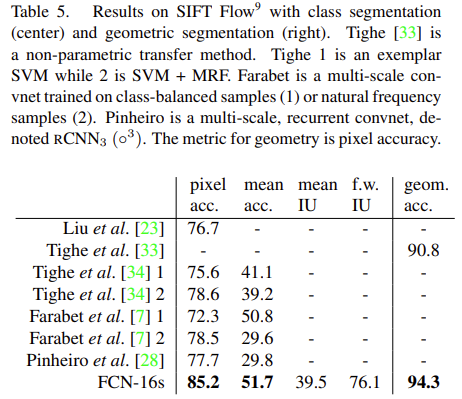 Table 5. Results on SIFT Flow⁹ with class segmentation
(center) and geometric segmentation (right). Tighe [33] is
a non-parametric transfer method. Tighe 1 is an exemplar
SVM while 2 is SVM + MRF. Farabet is a multi-scale con-
vnet trained on class-balanced samples (1) or natural frequency
samples (2). Pinheiro is a multi-scale, recurrent convnet, de-
noted RCNN₃ (∘³). The metric for geometry is pixel accuracy.
pixel mean mean f.w. geom.
acc. acc. IU IU acc.
Liu et al. [23] 76.7 - - - -
Tighe et al. [33] - - - - 90.8
Tighe et al. [34] 1 75.6 41.1 - - -
Tighe et al. [34] 2 78.6 39.2 - - -
Farabet et al. [7] 1 72.3 50.8 - - -
Farabet et al. [7] 2 78.5 29.6 - - -
Pinheiro et al. [28] 77.7 29.8 - - -
FCN-16s 85.2 51.7 39.5 76.1 94.3